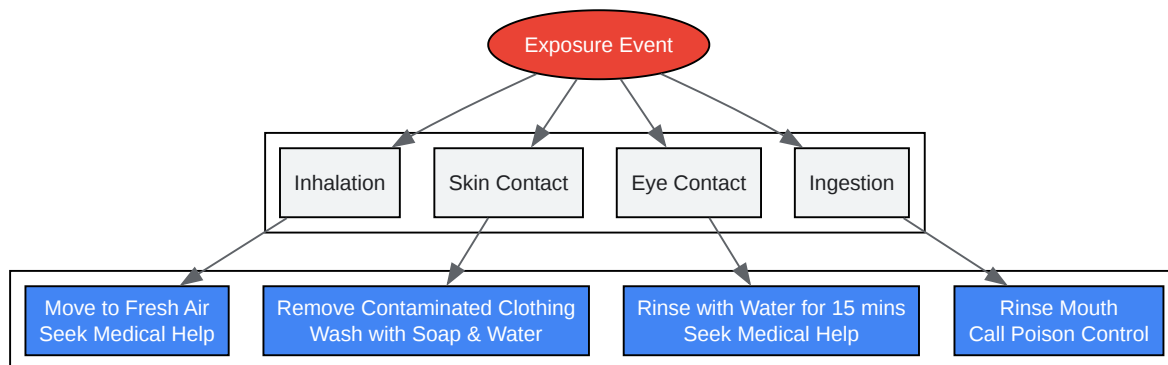 Exposure Event
Inhalation
Skin Contact
Eye Contact
Ingestion
Move to Fresh Air
Seek Medical Help
Remove Contaminated Clothing
Wash with Soap & Water
Rinse with Water for 15 mins
Seek Medical Help
Rinse Mouth
Call Poison Control